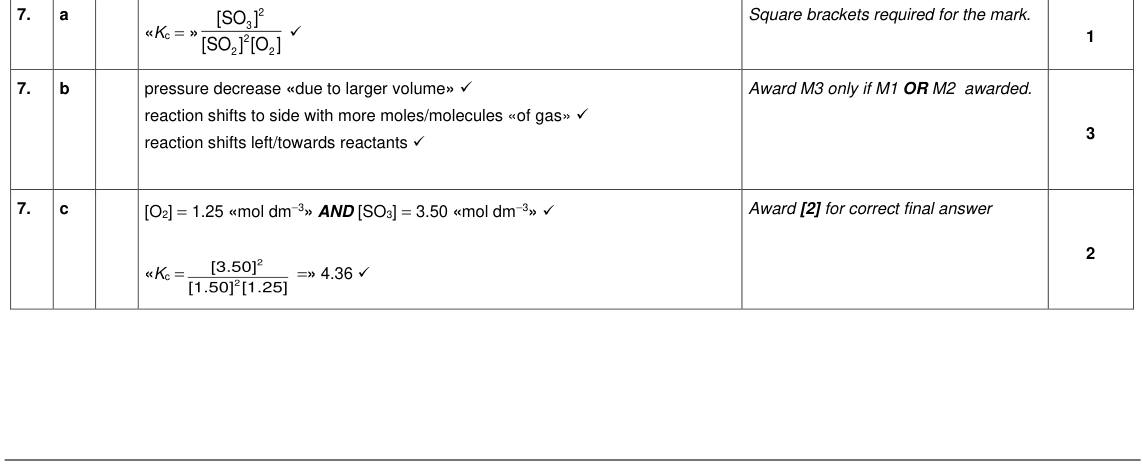 7. a «Kc = » [SO₃]² / [SO₂]²[O₂] ✓ Square brackets required for the mark. 1
7. b pressure decrease «due to larger volume» ✓ Award M3 only if M1 OR M2 awarded. 3
reaction shifts to side with more moles/molecules «of gas» ✓
reaction shifts left/towards reactants ✓
7. c [O₂] = 1.25 «mol dm⁻³» AND [SO₃] = 3.50 «mol dm⁻³» ✓ Award [2] for correct final answer 2
«Kc = [3.50]² / [1.50]²[1.25] =» 4.36 ✓